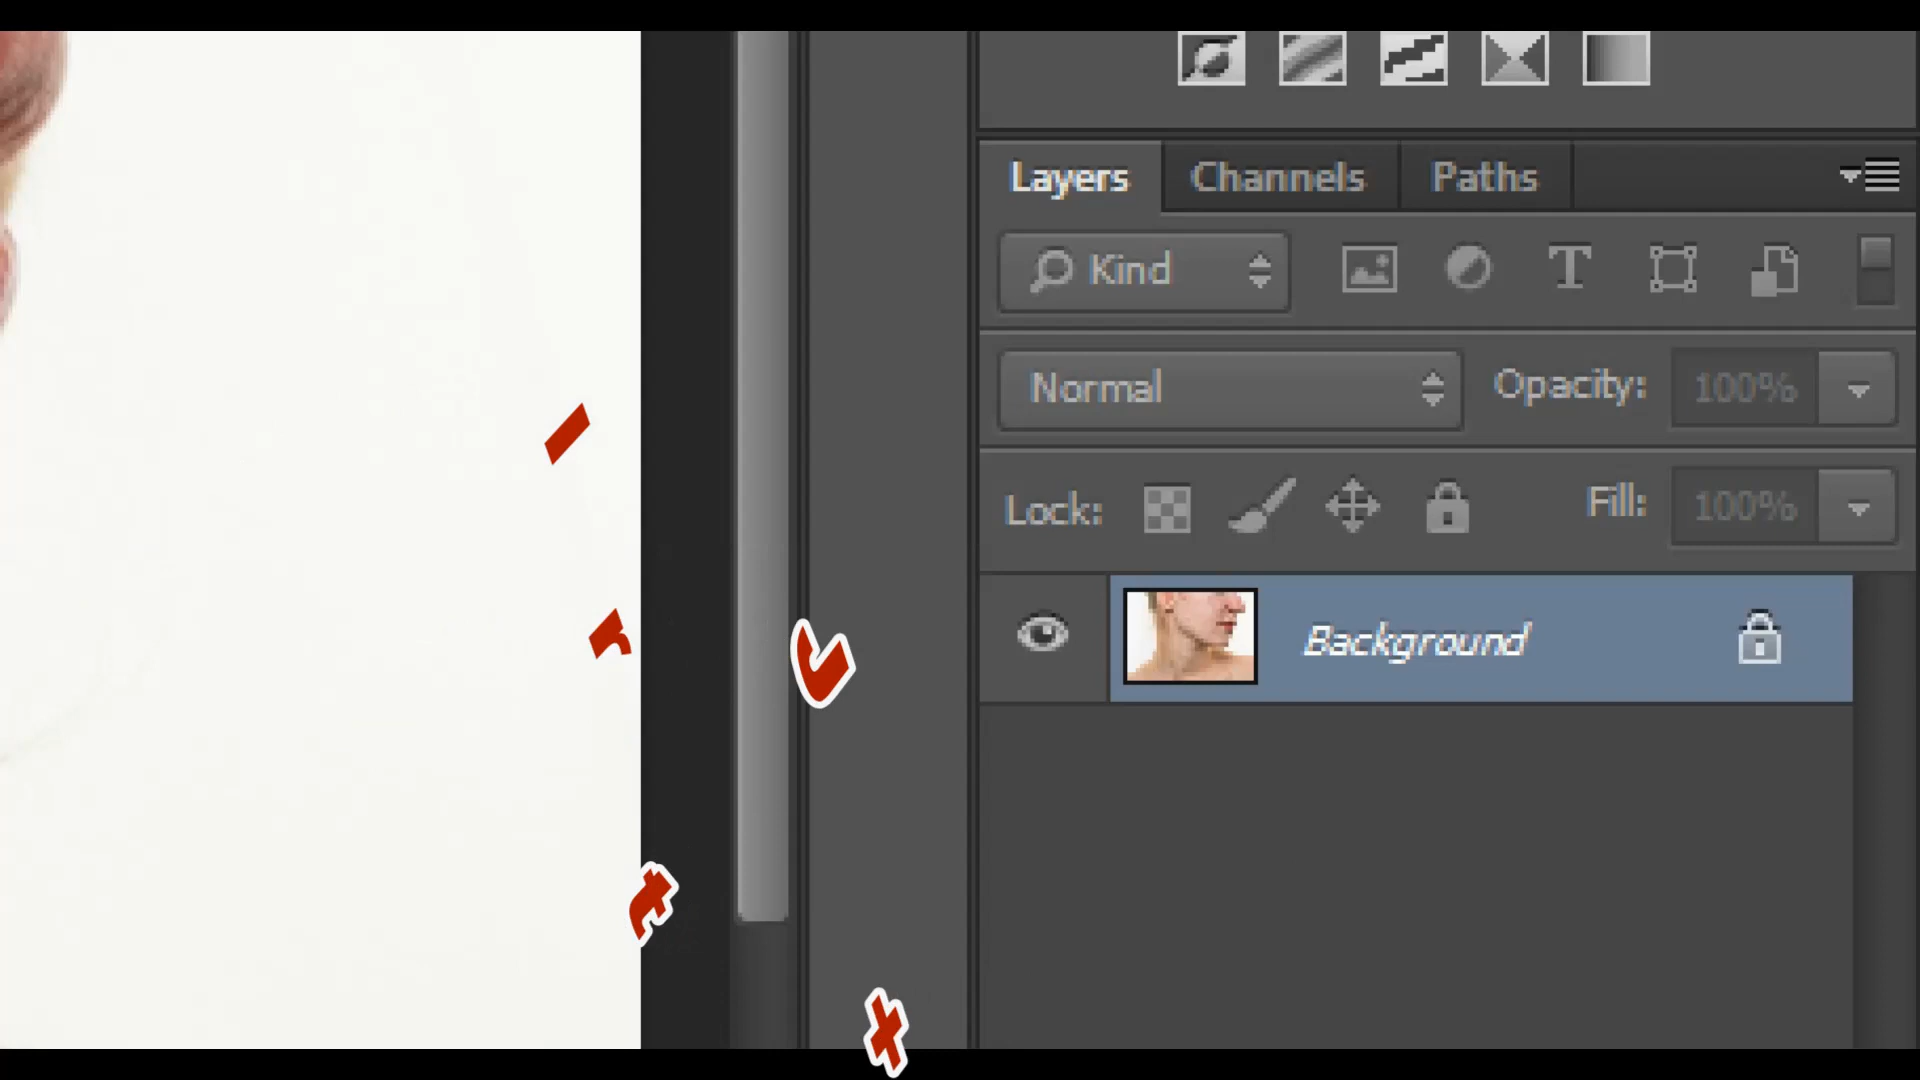 Layers Channels Paths
Kind T
Normal Opacity: 100%
Lock: Fill: 100%
Background